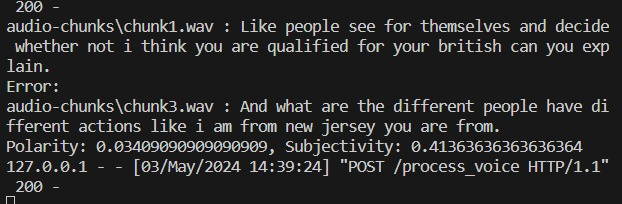 200 -
audio-chunks\chunk1.wav : Like people see for themselves and decide
whether not i think you are qualified for your british can you exp
lain.
Error:
audio-chunks\chunk3.wav : And what are the different people have di
fferent actions like i am from new jersey you are from.
Polarity: 0.03409090909090909, Subjectivity: 0.41363636363636364
127.0.0.1 - - [03/May/2024 14:39:24] "POST /process_voice HTTP/1.1"
200 -